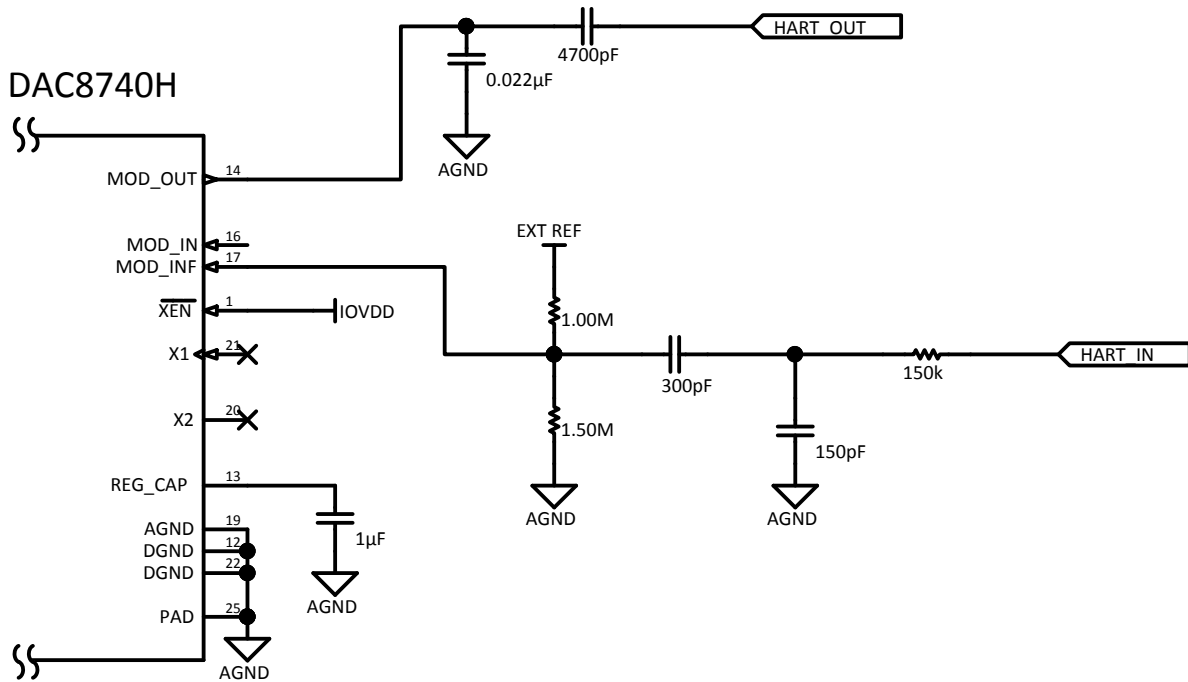 HART_OUT
4700pF
0.022µF
DAC8740H
AGND
MOD_OUT
14
MOD_IN
16
EXT REF
MOD_INF
17
XEN
1
IOVDD
1.00M
X1
21
HART_IN
300pF
150k
X2
20
1.50M
150pF
REG_CAP
13
AGND
AGND
AGND
19
1µF
DGND
12
DGND
22
AGND
PAD
25
AGND